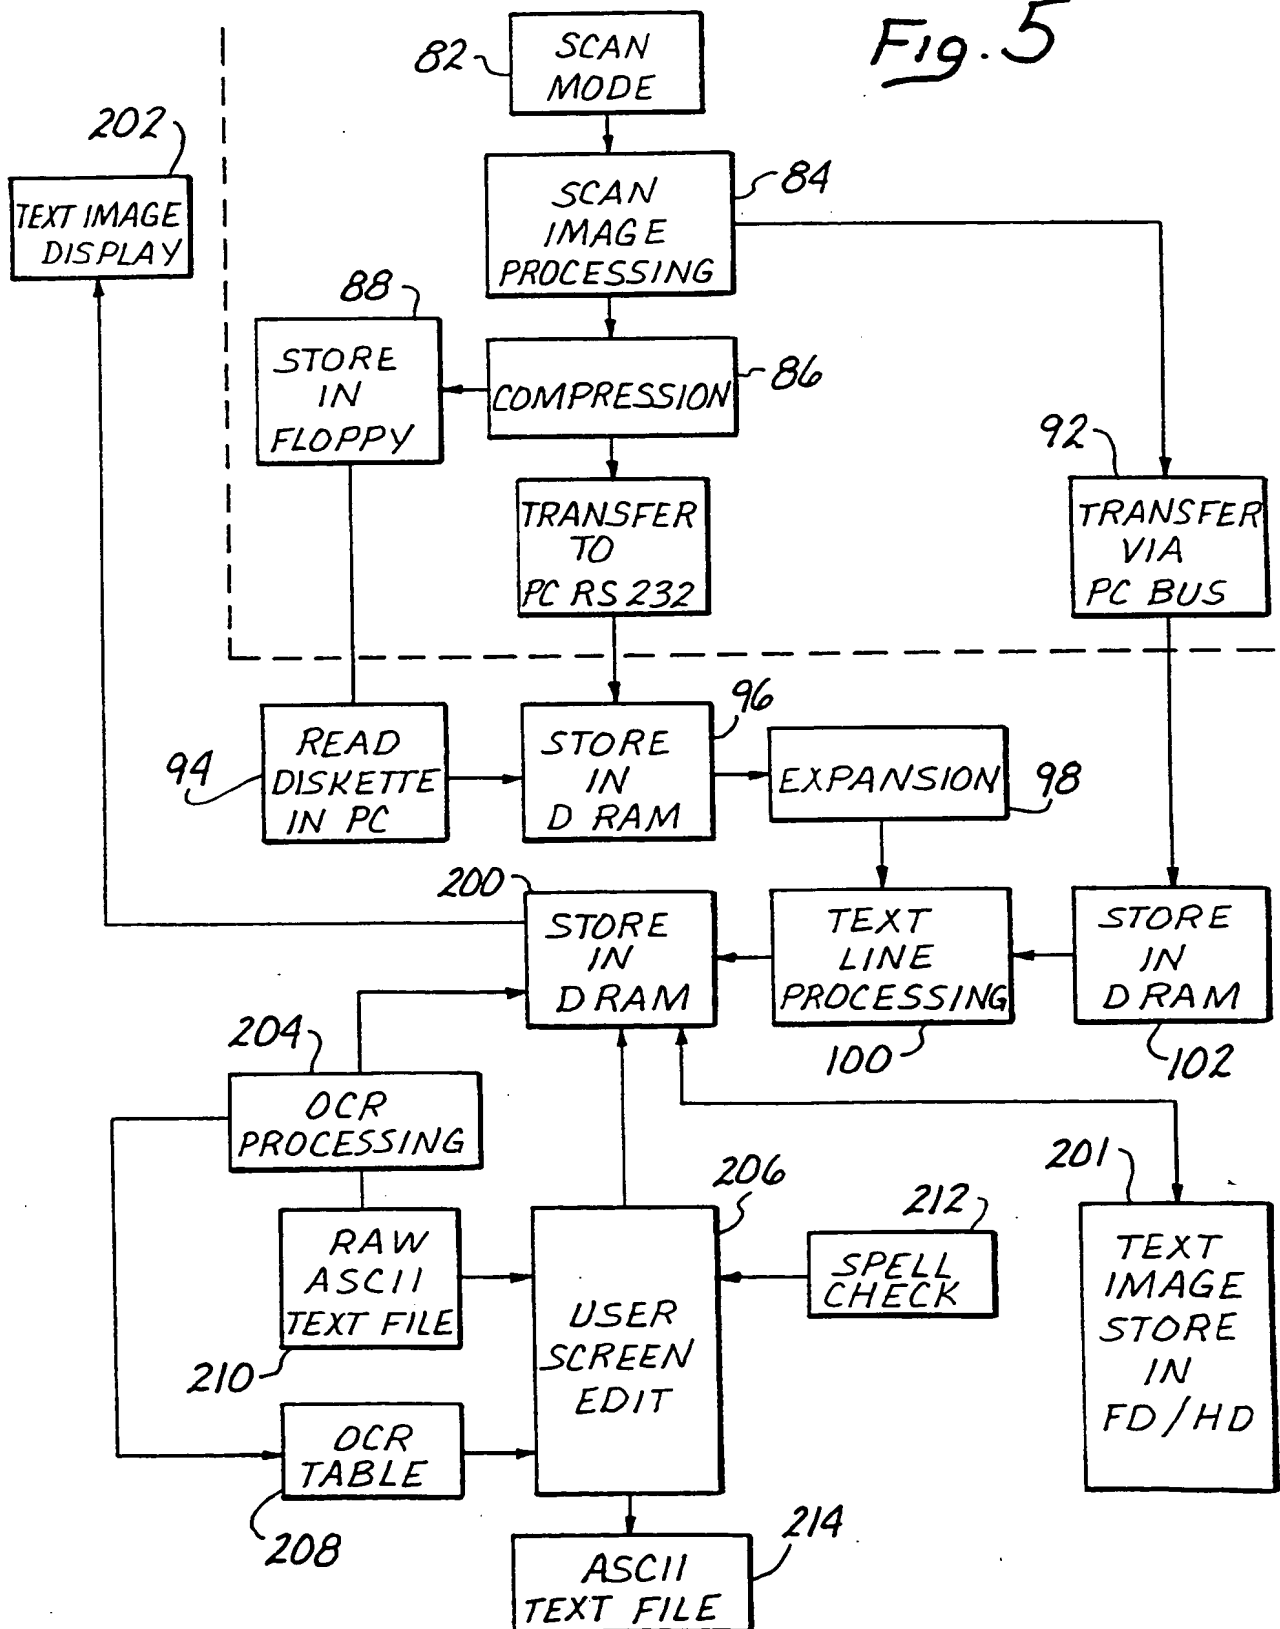 Fig. 5
82
SCAN
MODE
202
TEXT IMAGE
DISPLAY
84
SCAN
IMAGE
PROCESSING
88
STORE
IN
FLOPPY
86
COMPRESSION
92
TRANSFER
TO
PC RS 232
TRANSFER
VIA
PC BUS
94
READ
DISKETTE
IN PC
96
STORE
IN
D RAM
EXPANSION
98
200
STORE
IN
D RAM
TEXT
LINE
PROCESSING
100
STORE
IN
D RAM
102
204
OCR
PROCESSING
206
212
201
RAW
ASCII
TEXT FILE
210
USER
SCREEN
EDIT
SPELL
CHECK
TEXT
IMAGE
STORE
IN
FD/HD
OCR
TABLE
208
214
ASCII
TEXT FILE